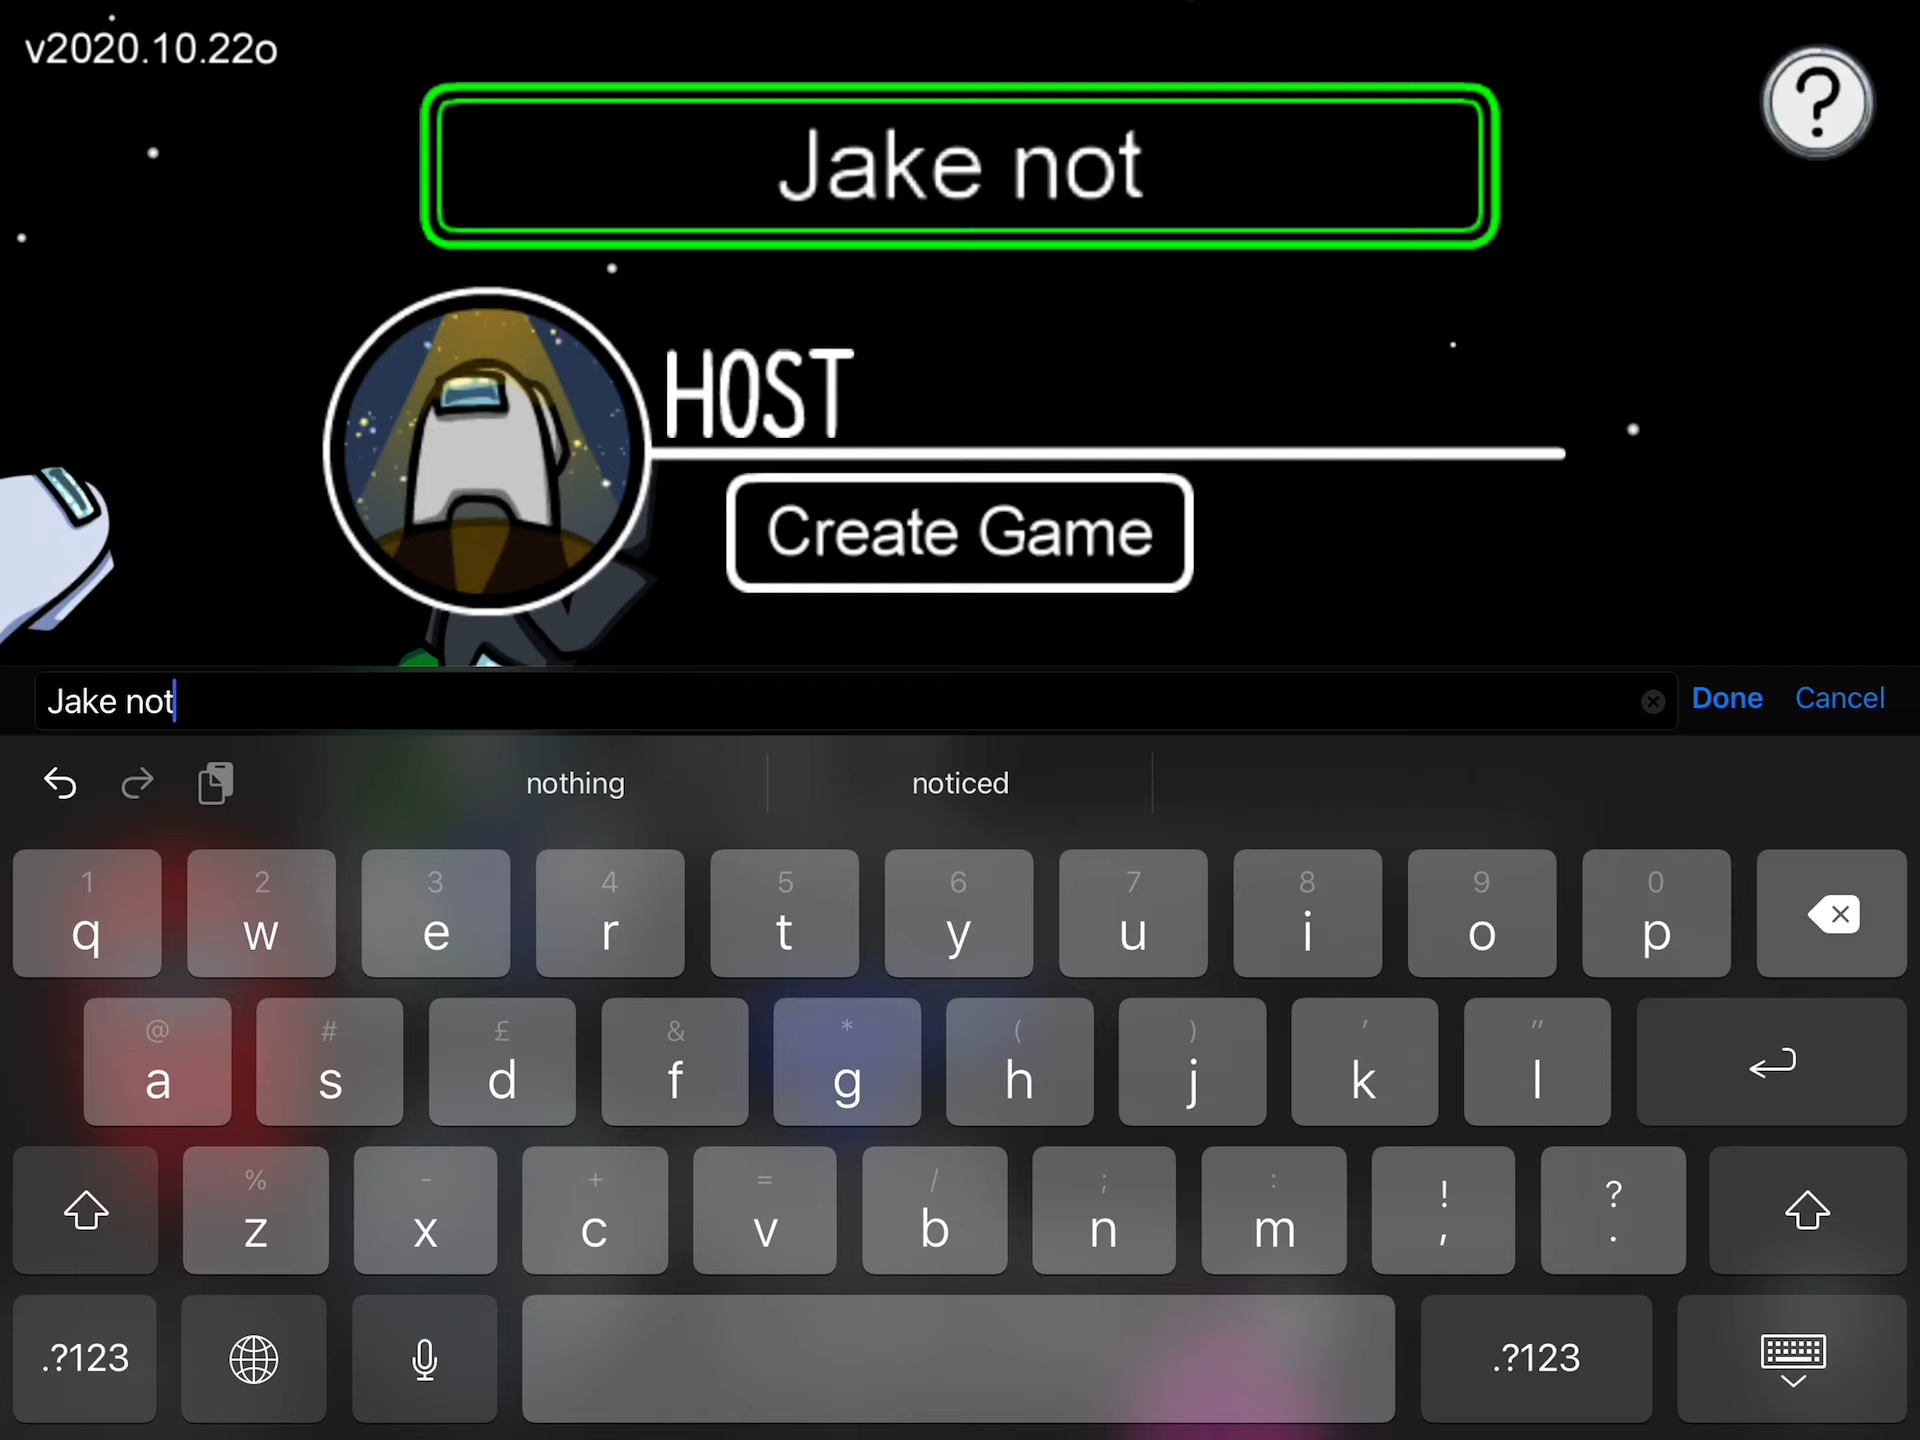 v2020.10.22o
?
Jake not
HOST
Create Game
Jake not
Done Cancel
nothing noticed
1 2 3 4 5 6 7 8 9 0
q w e r t y u i o p
@ # £ & * ( ) ' "
a s d f g h j k l
% - + = / ; : ! ?
z x c v b n m , .
.?123 .?123